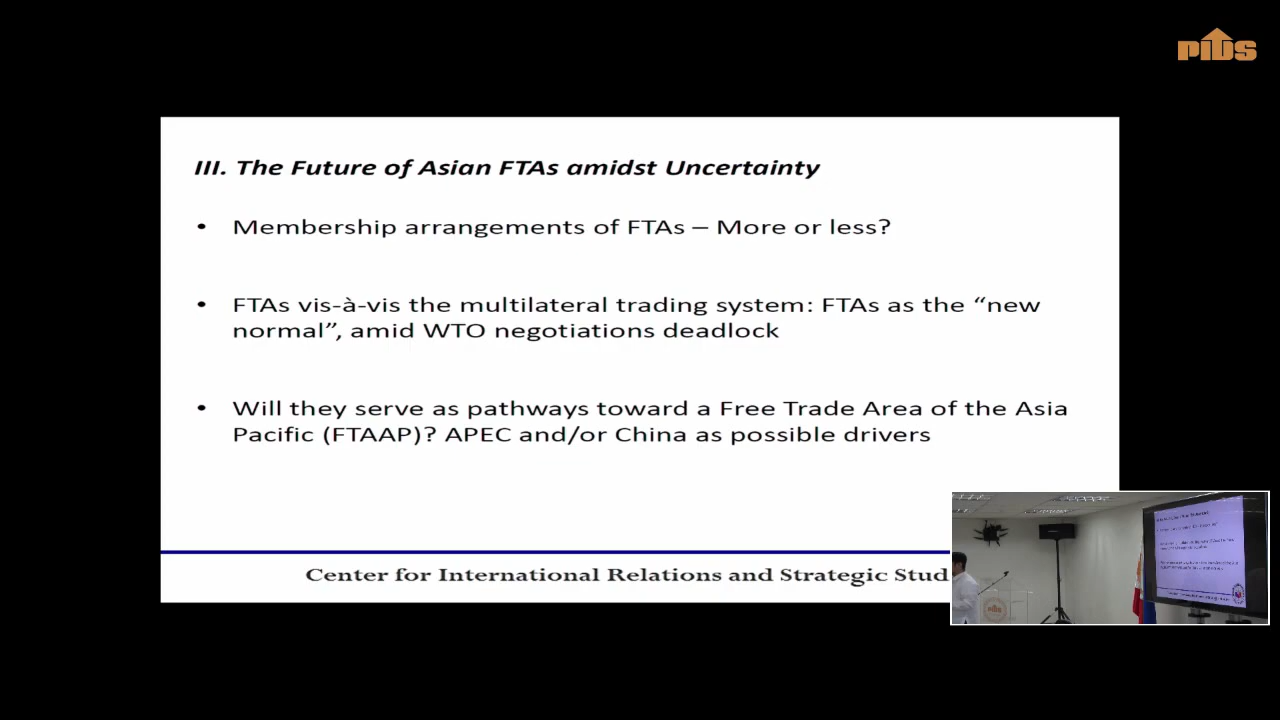 PIDS
III. The Future of Asian FTAs amidst Uncertainty
• Membership arrangements of FTAs – More or less?
• FTAs vis-à-vis the multilateral trading system: FTAs as the “new
normal”, amid WTO negotiations deadlock
• Will they serve as pathways toward a Free Trade Area of the Asia
Pacific (FTAAP)? APEC and/or China as possible drivers
Center for International Relations and Strategic Stud